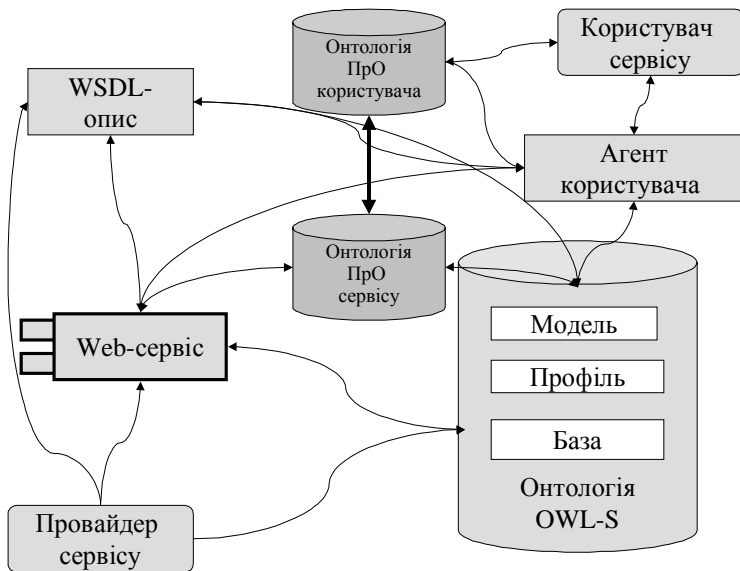 Онтологія
ПрО
користувача
Користувач
сервісу
WSDL-
опис
Агент
користувача
Онтологія
ПрО
сервісу
Web-сервіс
Модель
Профіль
База
Онтологія
OWL-S
Провайдер
сервісу